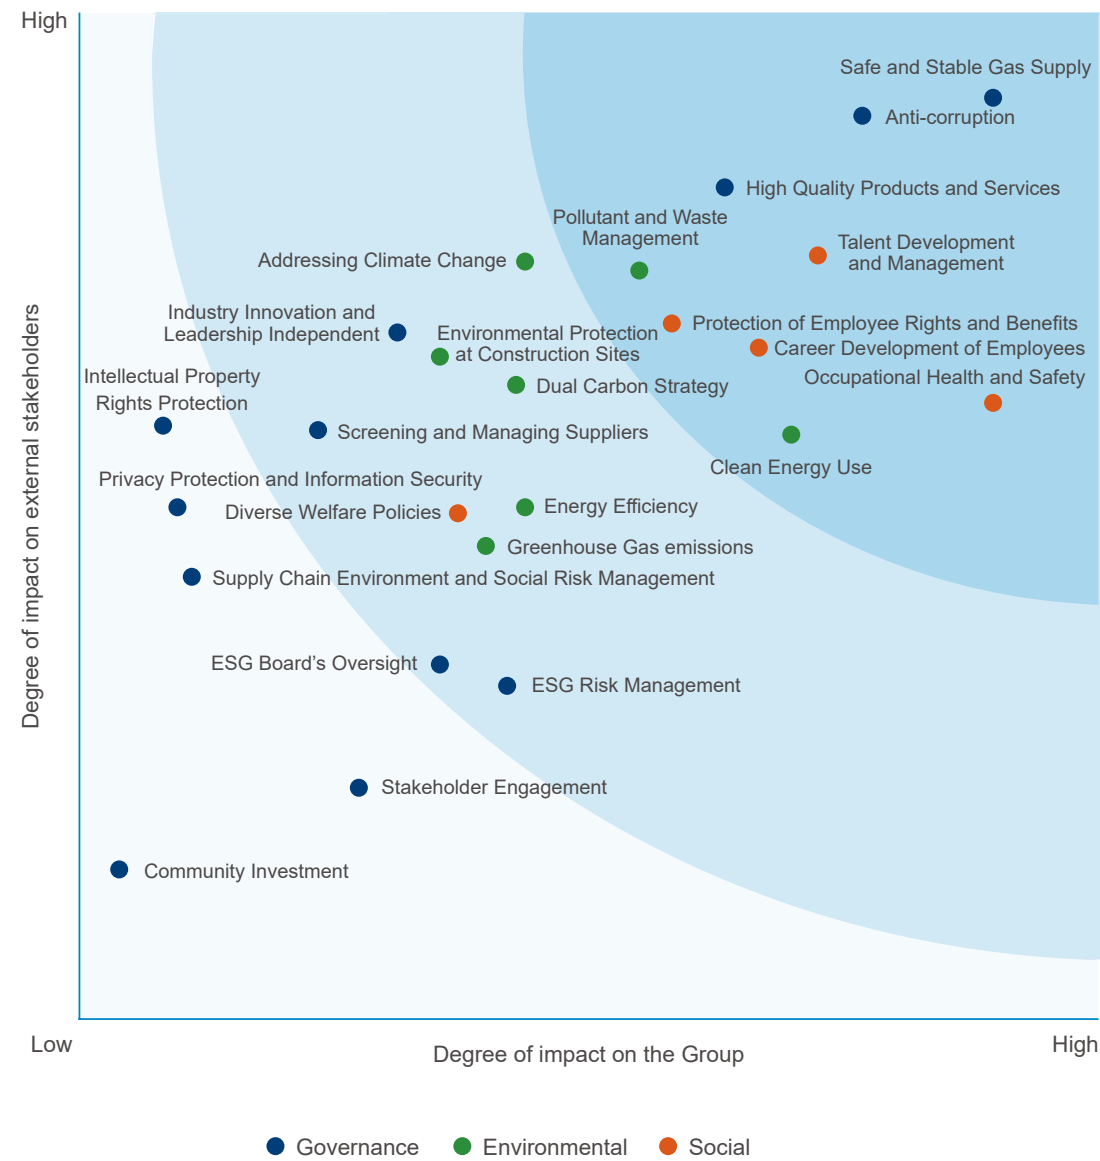 High
Safe and Stable Gas Supply
Anti-corruption
High Quality Products and Services
Pollutant and Waste
Management
Talent Development
and Management
Addressing Climate Change
Industry Innovation and
Leadership Independent
Environmental Protection
at Construction Sites
Protection of Employee Rights and Benefits
Career Development of Employees
Intellectual Property
Rights Protection
Dual Carbon Strategy
Occupational Health and Safety
Screening and Managing Suppliers
Clean Energy Use
Privacy Protection and Information Security
Diverse Welfare Policies
Energy Efficiency
Greenhouse Gas emissions
Supply Chain Environment and Social Risk Management
ESG Board’s Oversight
ESG Risk Management
Stakeholder Engagement
Community Investment
Degree of impact on external stakeholders
Low
Degree of impact on the Group
High
Governance
Environmental
Social